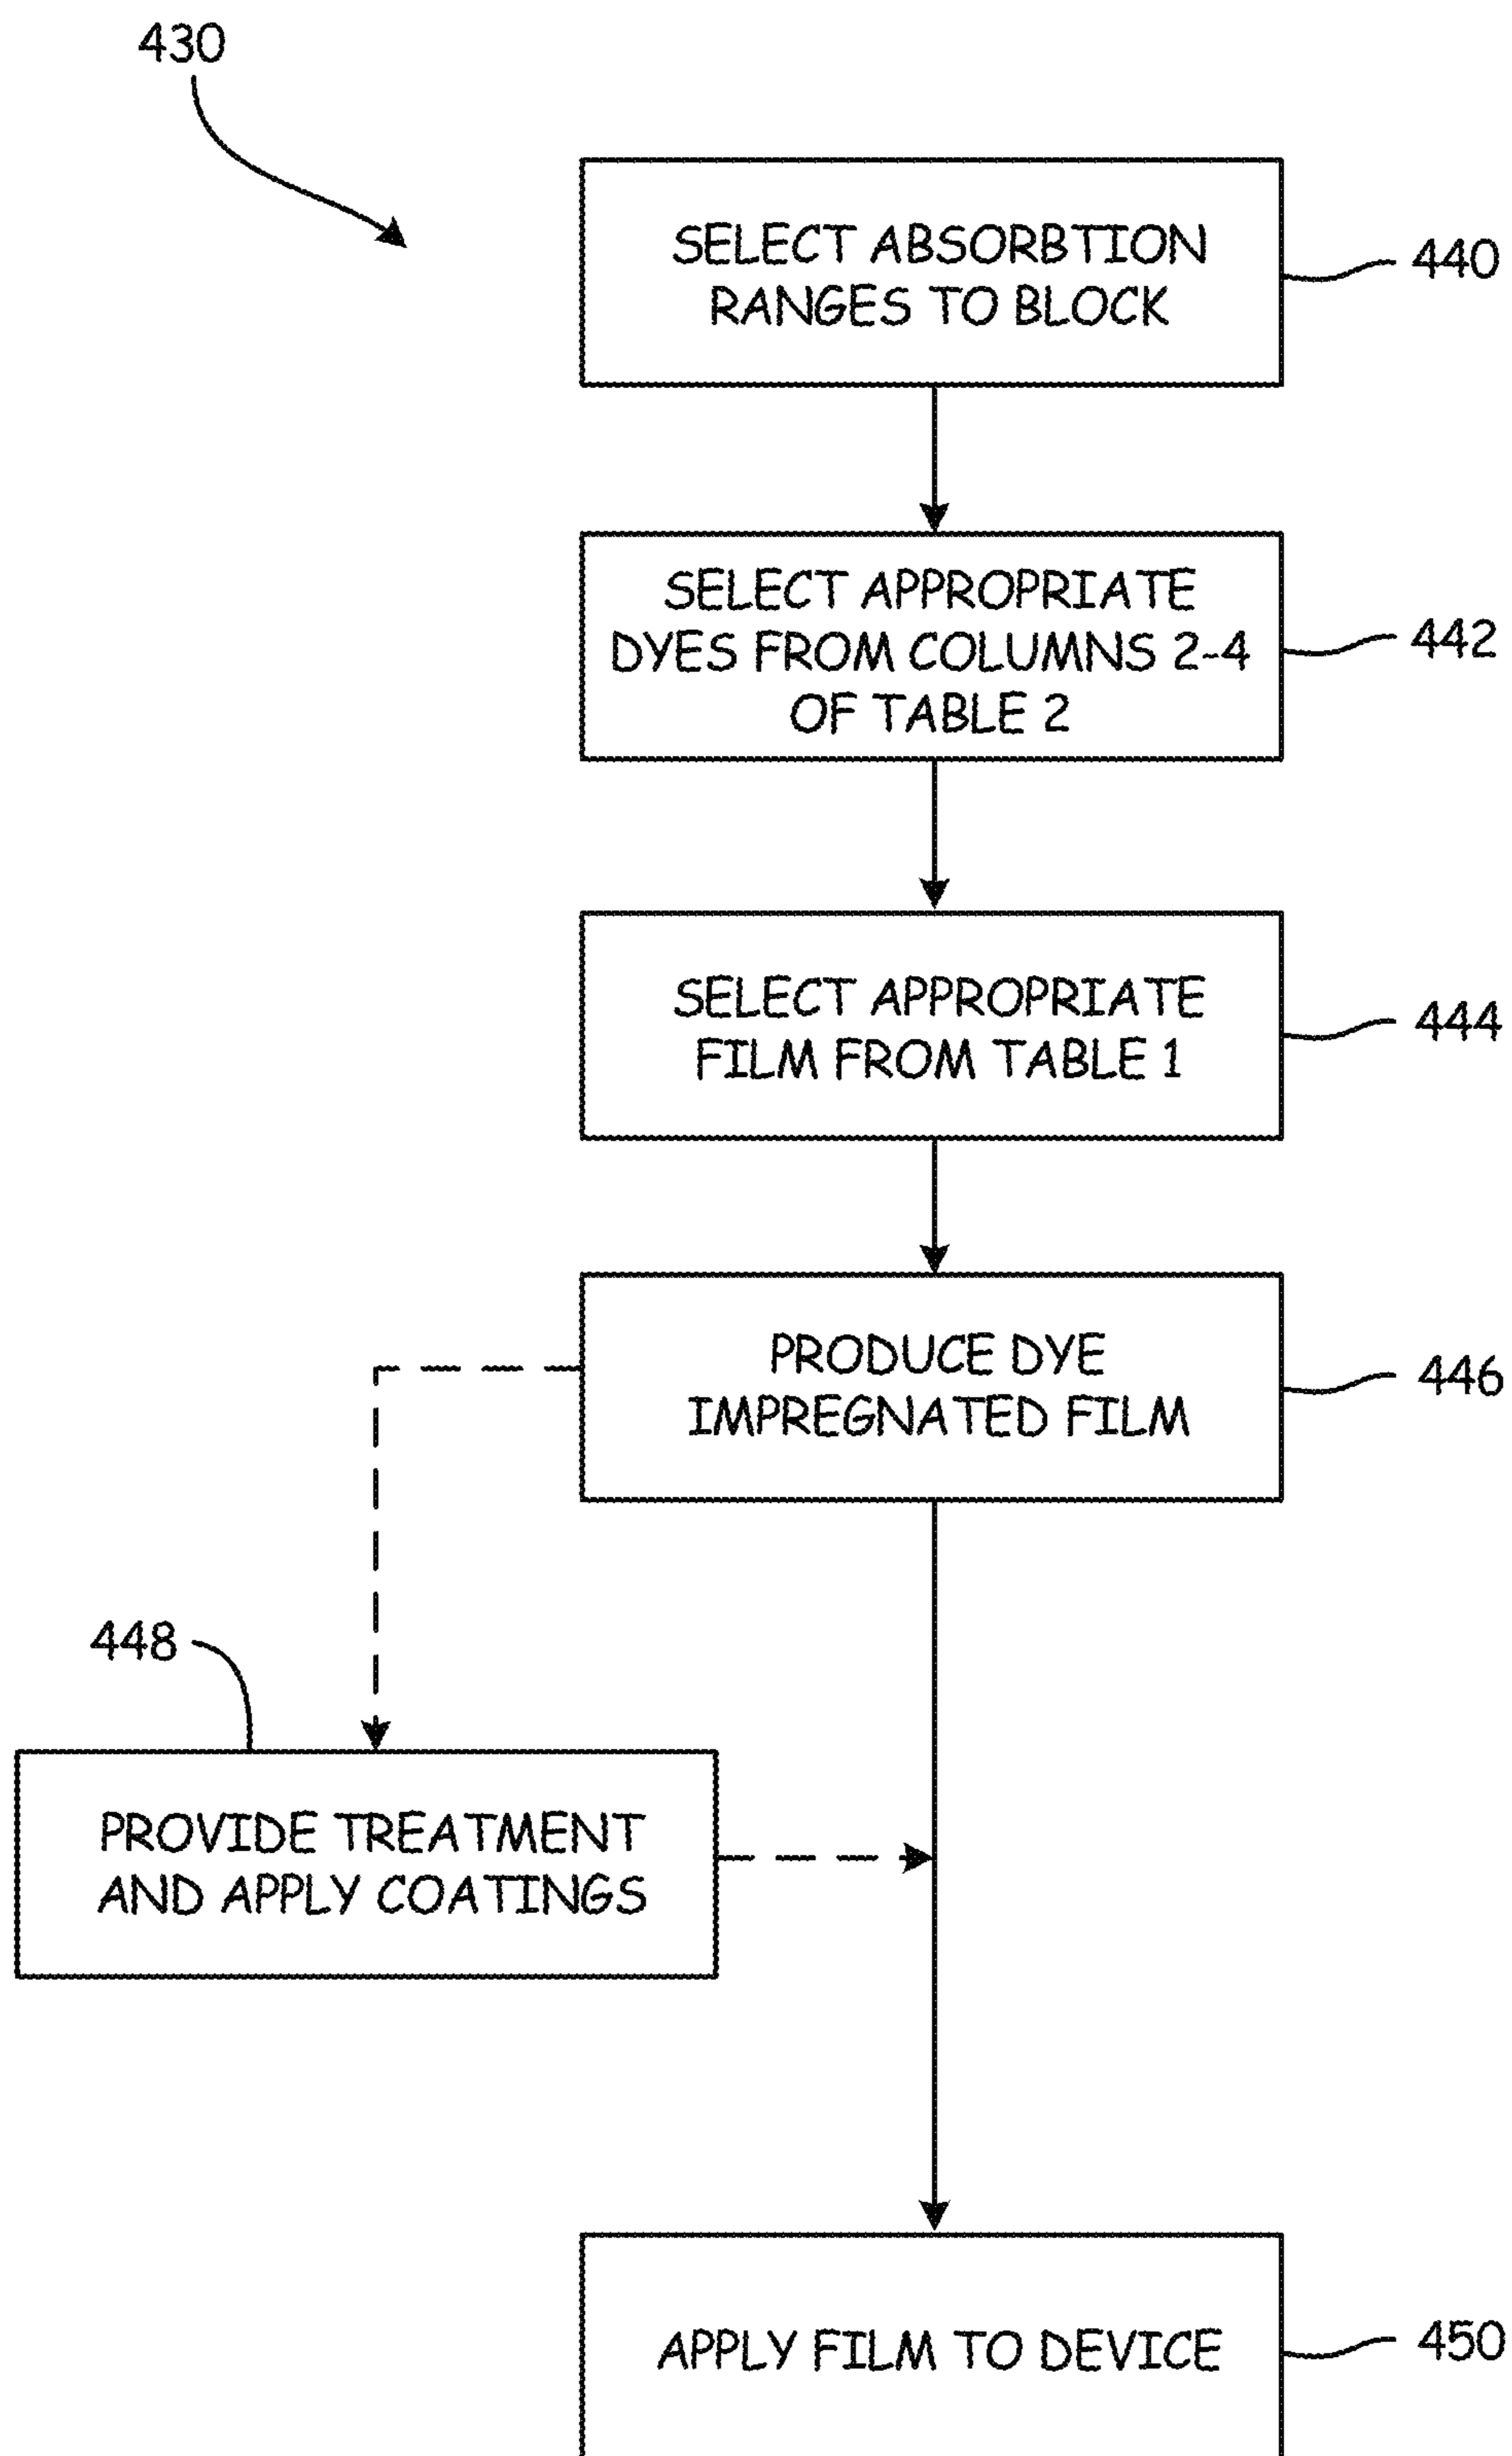 430
SELECT ABSORBTION
RANGES TO BLOCK
440
SELECT APPROPRIATE
DYES FROM COLUMNS 2-4
OF TABLE 2
442
SELECT APPROPRIATE
FILM FROM TABLE 1
444
PRODUCE DYE
IMPREGNATED FILM
446
448
PROVIDE TREATMENT
AND APPLY COATINGS
APPLY FILM TO DEVICE
450